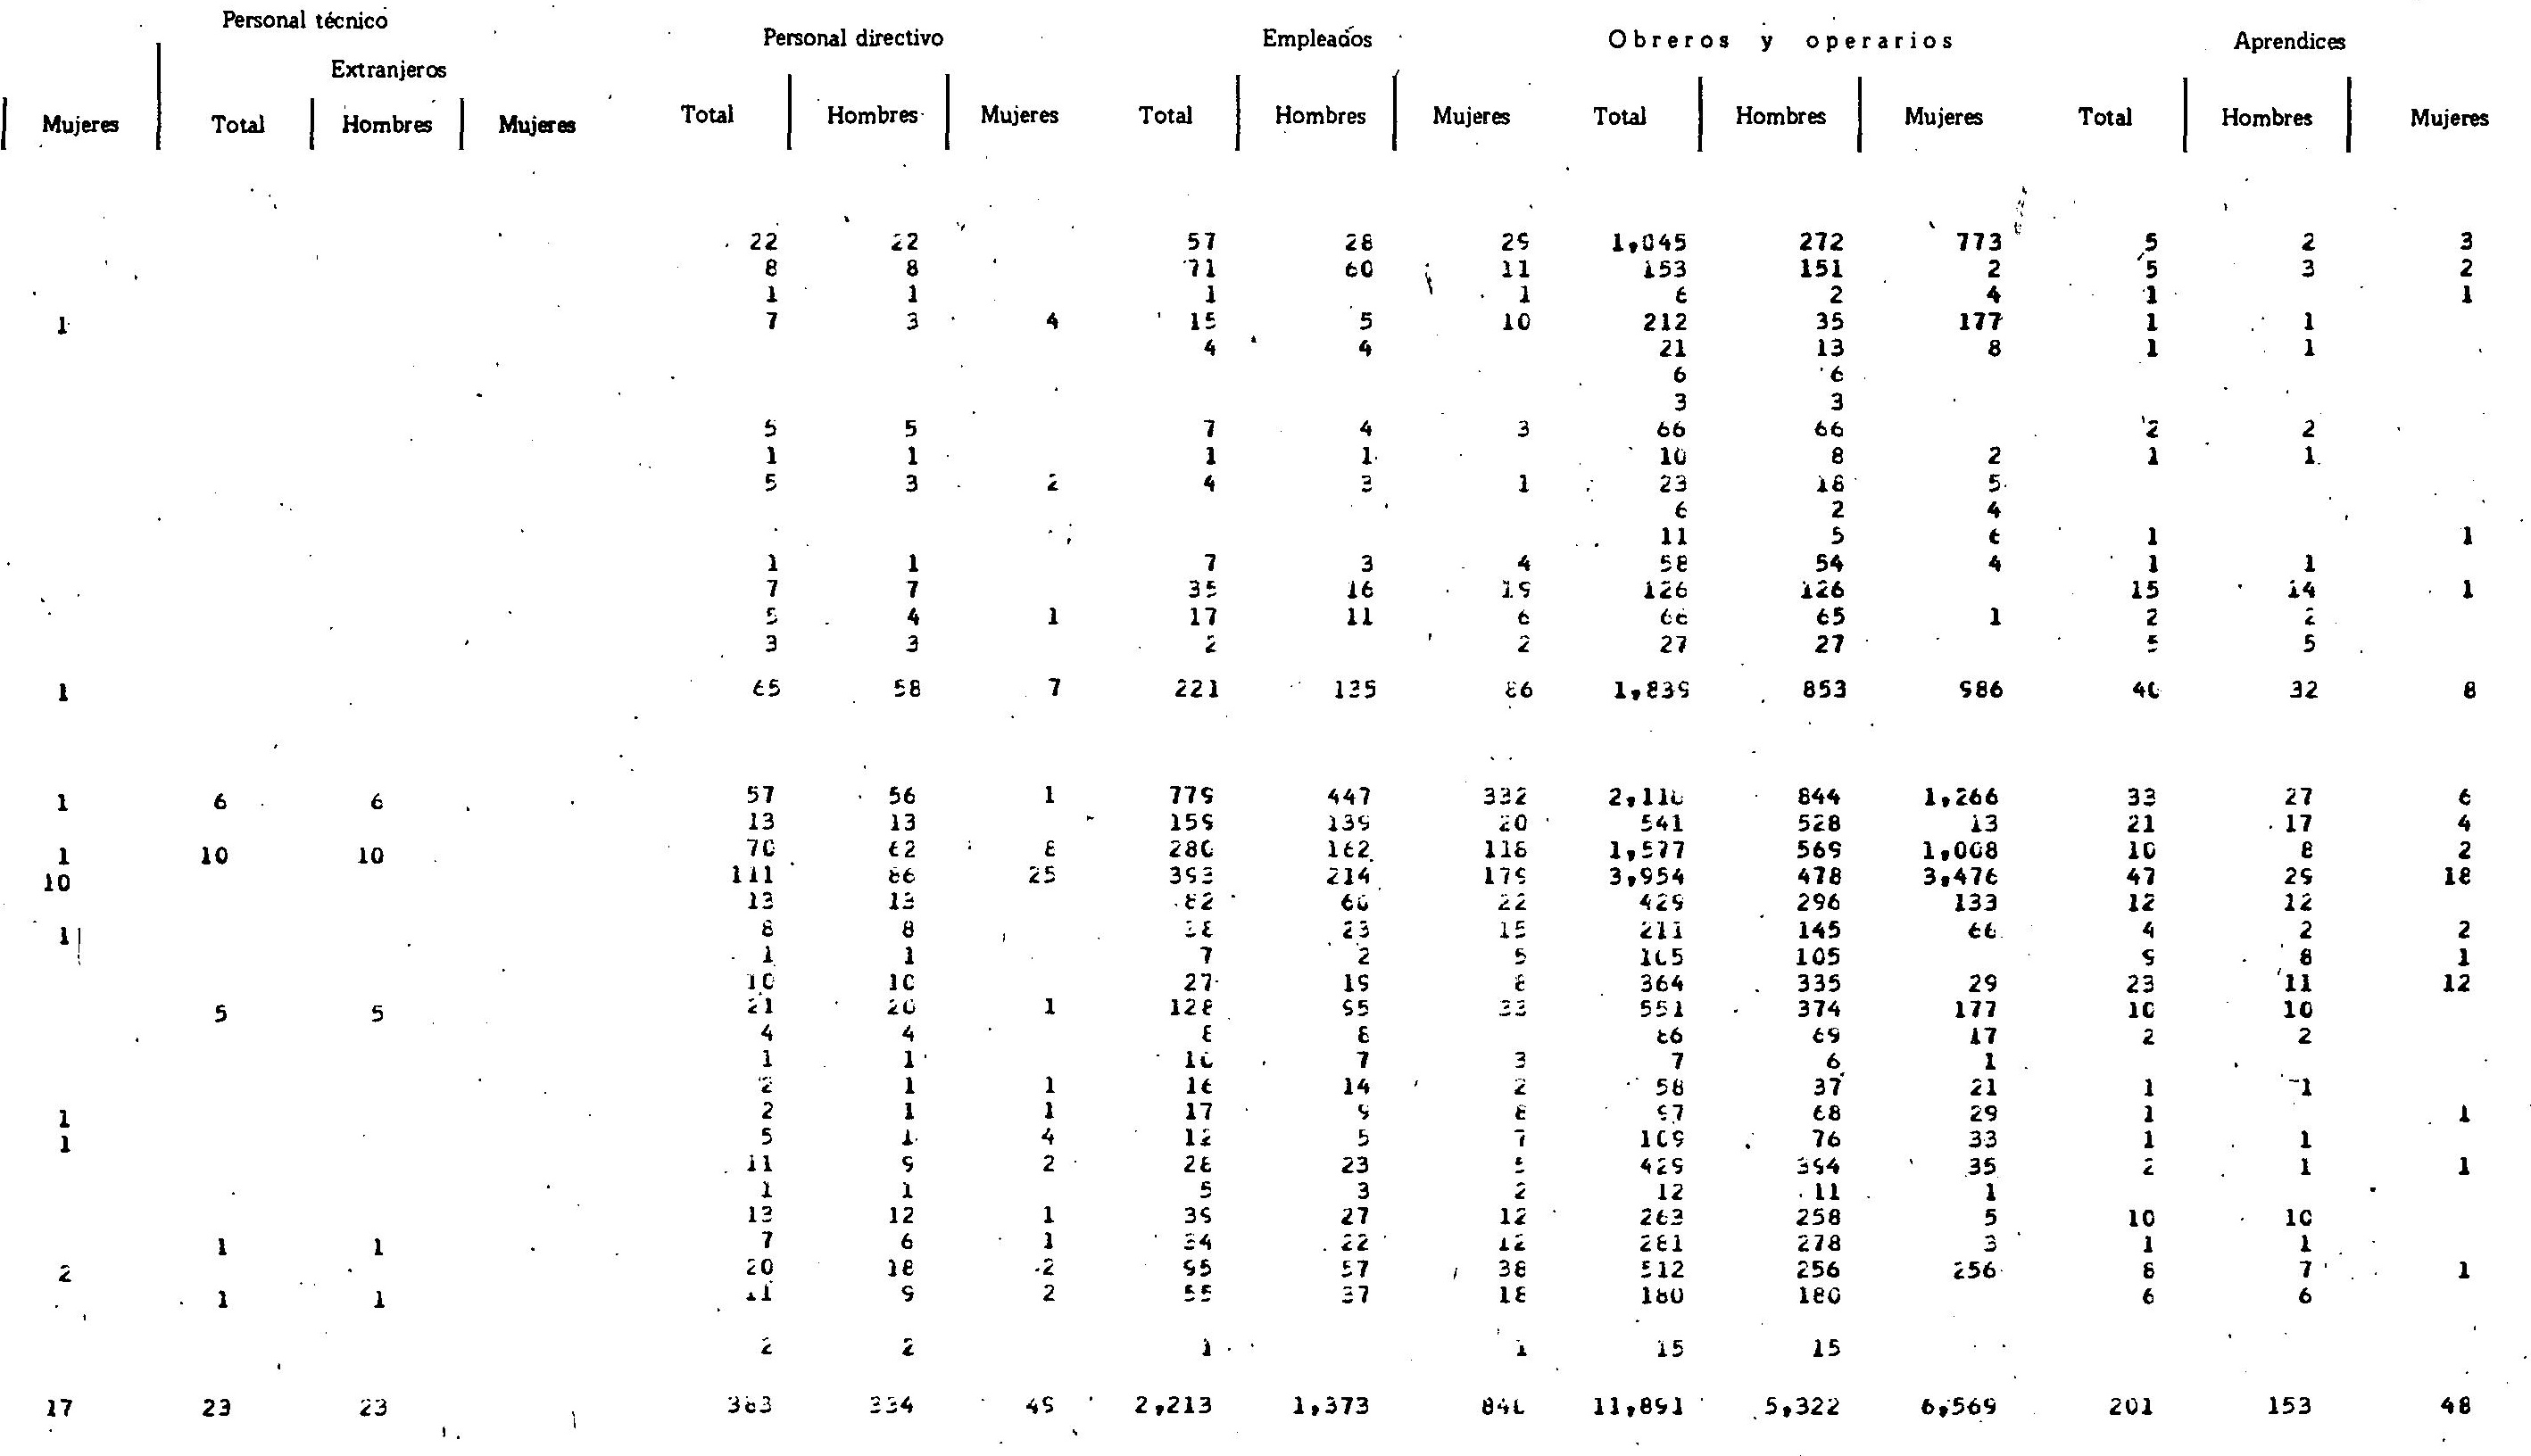 Personal técnico
Personal directivo Empleados Obreros y operarios Aprendices
Extranjeros
Mujeres Total Hombres Mujeres Total Hombres Mujeres Total Hombres Mujeres Total Hombres Mujeres Total Hombres Mujeres
22 22 57 28 29 1,045 272 773 5 2 3
8 8 71 60 11 153 151 2 5 3 2
1 1 1 1 6 2 4 1 1
1 7 3 4 15 5 10 212 35 177 1 1
4 4 21 13 8 1 1
6 6
3 3
5 5 7 4 3 66 66 2 2
1 1 1 1 10 8 2 1 1
5 3 2 4 3 1 23 18 5
6 2 4
11 5 6 1 1
1 1 7 3 4 58 54 4 1 1
7 7 35 16 19 126 126 15 14 1
5 4 1 17 11 6 66 65 1 2 2
3 3 2 2 27 27 5 5
1 65 58 7 221 135 86 1,839 853 986 40 32 8
1 6 6 57 56 1 779 447 332 2,110 844 1,266 33 27 6
13 13 159 139 20 541 528 13 21 17 4
1 10 10 70 62 8 280 162 118 1,577 569 1,008 10 8 2
10 111 86 25 393 214 179 3,954 478 3,476 47 29 18
13 13 82 60 22 429 296 133 12 12
1 8 8 38 23 15 211 145 66 4 2 2
1 1 7 2 5 105 105 9 8 1
10 10 27 19 8 364 335 29 23 11 12
5 5 21 20 1 128 95 33 551 374 177 10 10
4 4 8 8 86 69 17 2 2
1 1 10 7 3 7 6 1
2 1 1 16 14 2 58 37 21 1 1
1 2 1 1 17 9 8 97 68 29 1 1
1 5 1 4 12 5 7 109 76 33 1 1
11 9 2 28 23 5 429 394 35 2 1 1
1 1 5 3 2 12 11 1
13 12 1 39 27 12 263 258 5 10 10
1 1 7 6 1 34 22 12 281 278 3 1 1
2 20 18 2 95 57 38 512 256 256 8 7 1
1 1 11 9 2 55 37 18 180 180 6 6
2 2 1 1 15 15
17 23 23 383 334 49 2,213 1,373 840 11,891 5,322 6,569 201 153 48